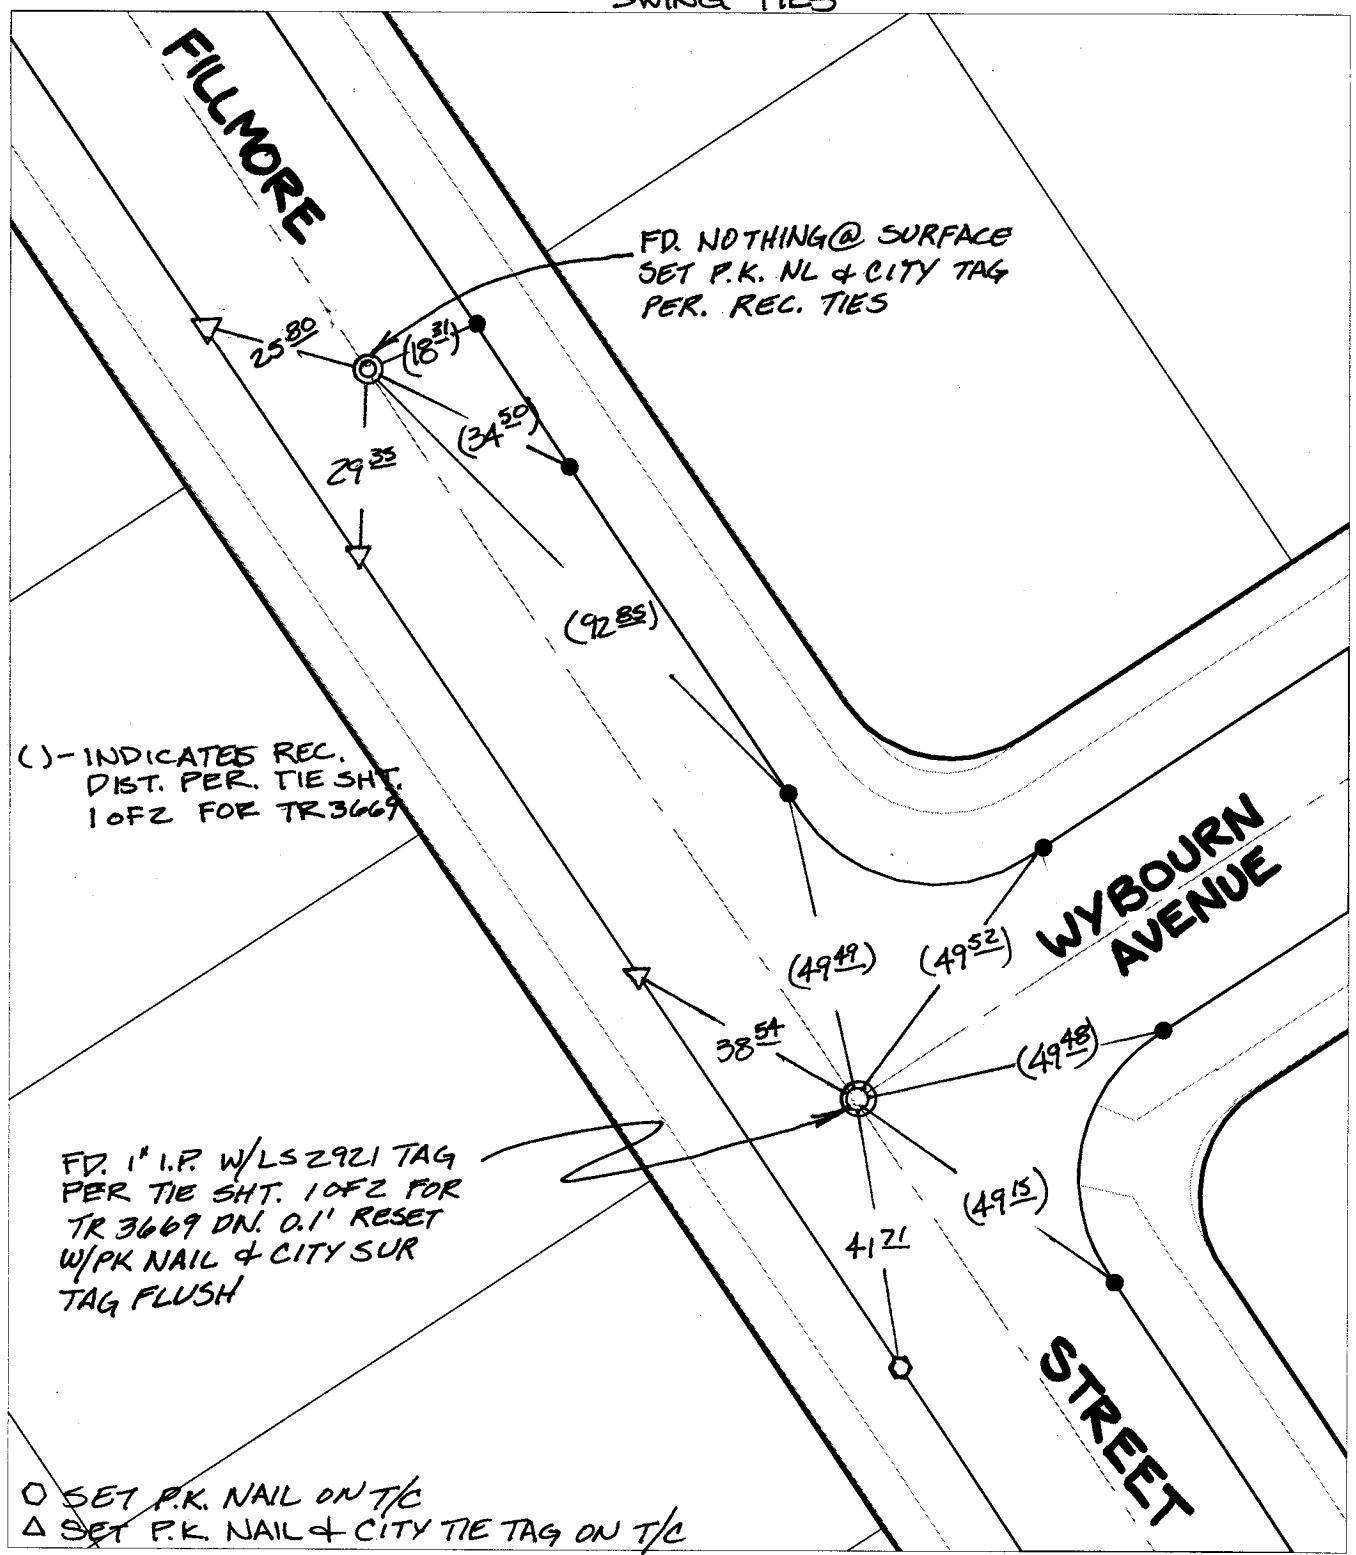 SWING TIES
FILLMORE
FD. NOTHING @ SURFACE
SET P.K. NL & CITY TAG
PER. REC. TIES
25 80
(18 31)
(34 50)
29 35
(92 85)
( ) - INDICATES REC.
DIST. PER. TIE SHT.
1 OF 2 FOR TR 3669
WYBOURN
AVENUE
(49 49)
(49 52)
38 54
(49 48)
FD. 1" I.P. W/LS 2921 TAG
PER TIE SHT. 1 OF 2 FOR
TR 3669 DN. 0.1' RESET
W/PK NAIL & CITY SUR
TAG FLUSH
(49 15)
41 71
STREET
SET P.K. NAIL ON T/C
SET P.K. NAIL & CITY TIE TAG ON T/C